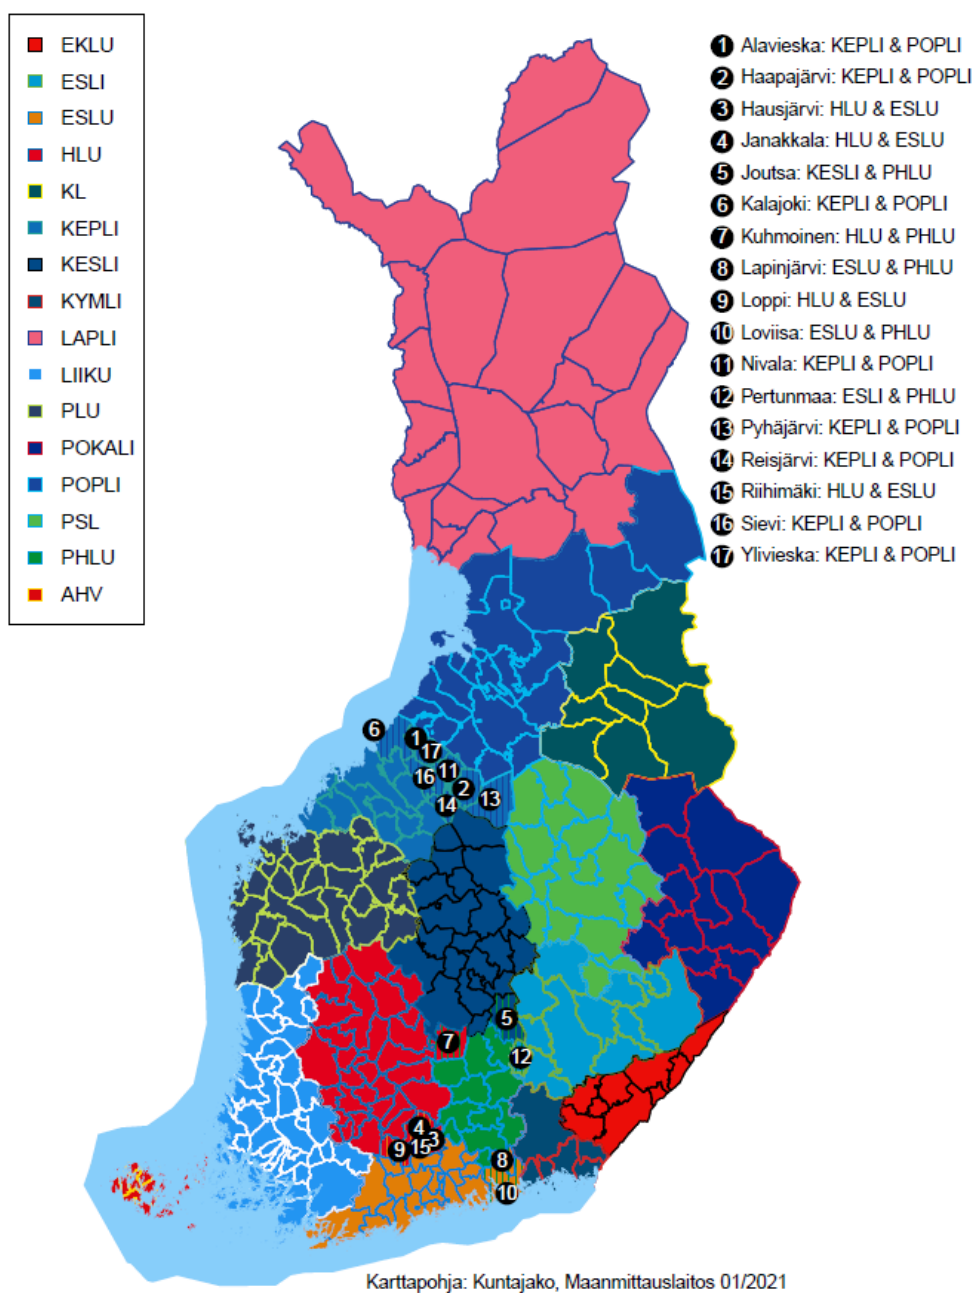 EKLU
ESLI
ESLU
HLU
KL
KEPLI
KESLI
KYMLI
LAPLI
LIIKU
PLU
POKALI
POPLI
PSL
PHLU
AHV
1 Alavieska: KEPLI & POPLI
2 Haapajärvi: KEPLI & POPLI
3 Hausjärvi: HLU & ESLU
4 Janakkala: HLU & ESLU
5 Joutsa: KESLI & PHLU
6 Kalajoki: KEPLI & POPLI
7 Kuhmoinen: HLU & PHLU
8 Lapinjärvi: ESLU & PHLU
9 Loppi: HLU & ESLU
10 Loviisa: ESLU & PHLU
11 Nivala: KEPLI & POPLI
12 Pertunmaa: ESLI & PHLU
13 Pyhäjärvi: KEPLI & POPLI
14 Reisjärvi: KEPLI & POPLI
15 Riihimäki: HLU & ESLU
16 Sievi: KEPLI & POPLI
17 Ylivieska: KEPLI & POPLI
6
1
17
11
16
2
13
14
5
7
12
4
3
15
9
8
10
Karttapohja: Kuntajako, Maanmittauslaitos 01/2021